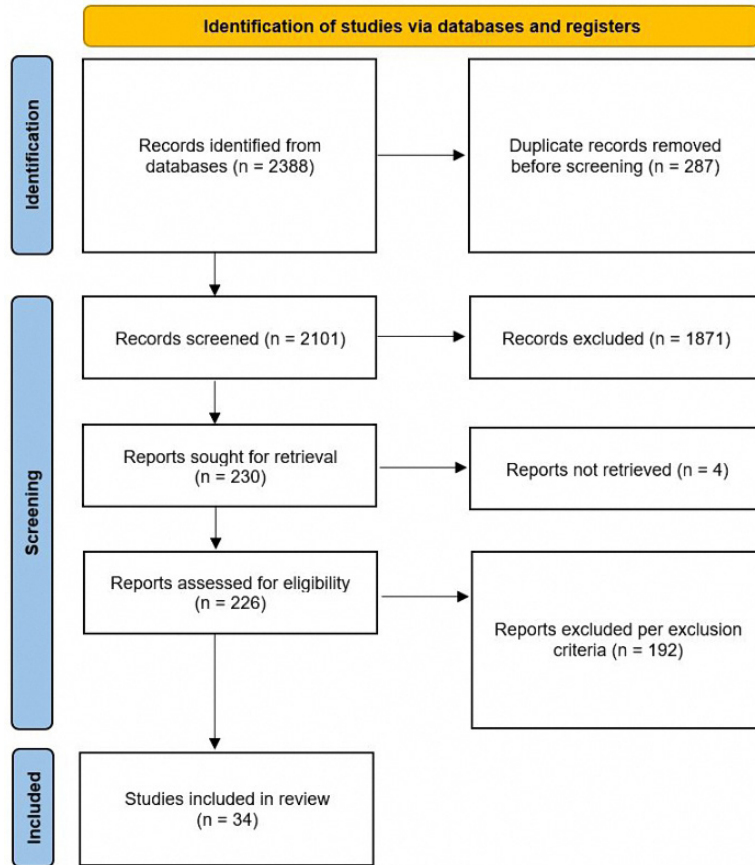 Identification of studies via databases and registers
Identification
Records identified from
databases (n = 2388)
Duplicate records removed
before screening (n = 287)
Screening
Records screened (n = 2101)
Records excluded (n = 1871)
Reports sought for retrieval
(n = 230)
Reports not retrieved (n = 4)
Reports assessed for eligibility
(n = 226)
Reports excluded per exclusion
criteria (n = 192)
Included
Studies included in review
(n = 34)